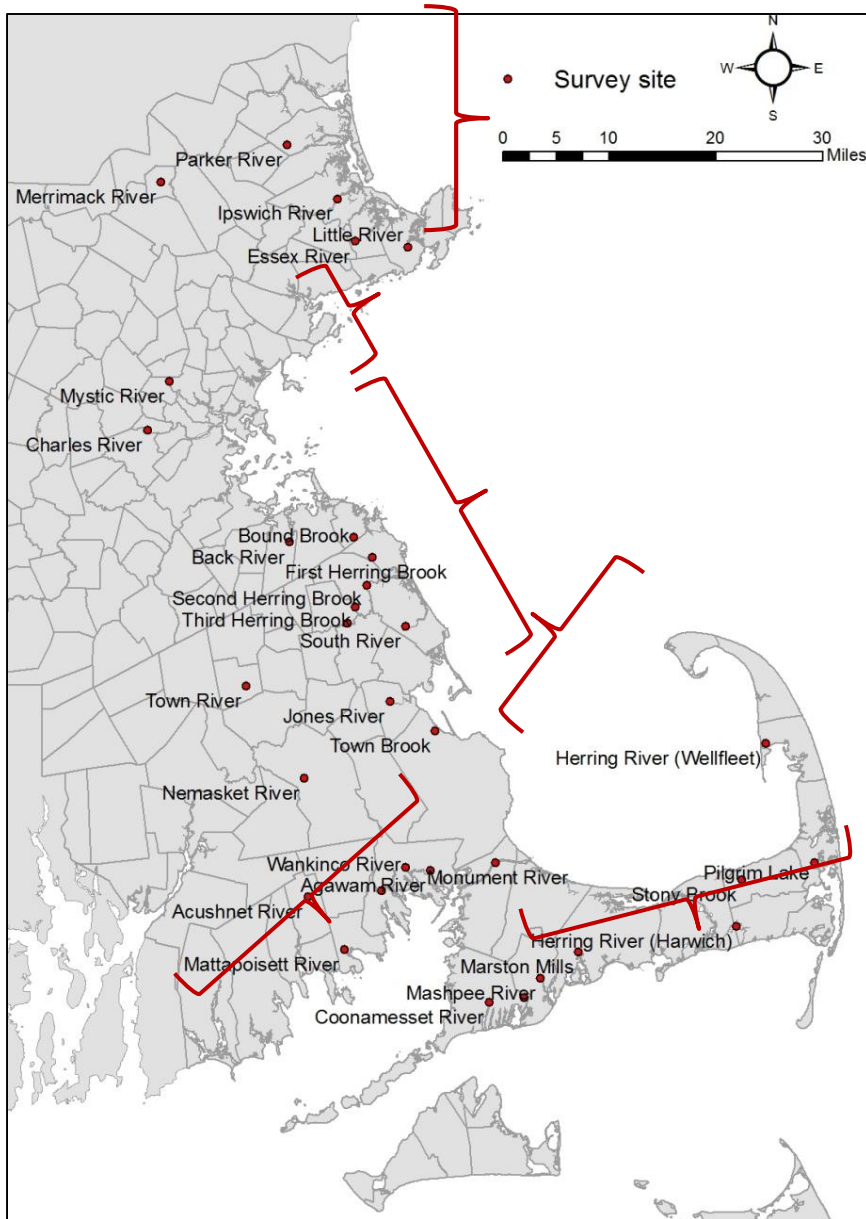 N
Survey site
W
E
S
0
10
20
30
Miles
Parker River
Merrimack River
Ipswich River
Little River
Essex River
Mystic River
Charles River
Bound Brook
Back River
First Herring Brook
Second Herring Brook
Third Herring Brook
South River
Town River
Jones River
Town Brook
Herring River (Wellfleet)
Nemasket River
Wankinco River
Monument River
Pilgrim Lake
Agawam River
Stony Brook
Acushnet River
Herring River (Harwich)
Mattapoisett River
Marston Mills
Mashpee River
Coonamesset River